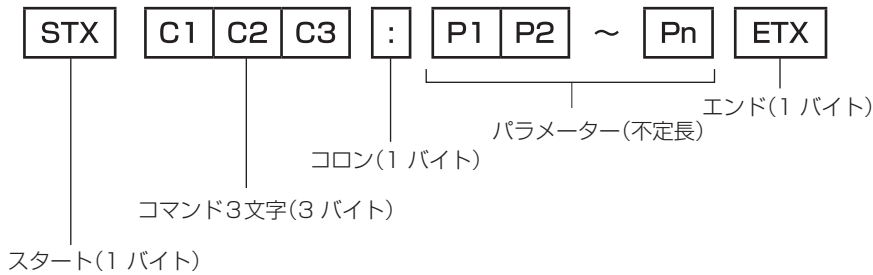 STX C1 C2 C3 : P1 P2 ～ Pn ETX
エンド(1 バイト)
パラメーター(不定長)
コロン(1 バイト)
コマンド3文字(3 バイト)
スタート(1 バイト)